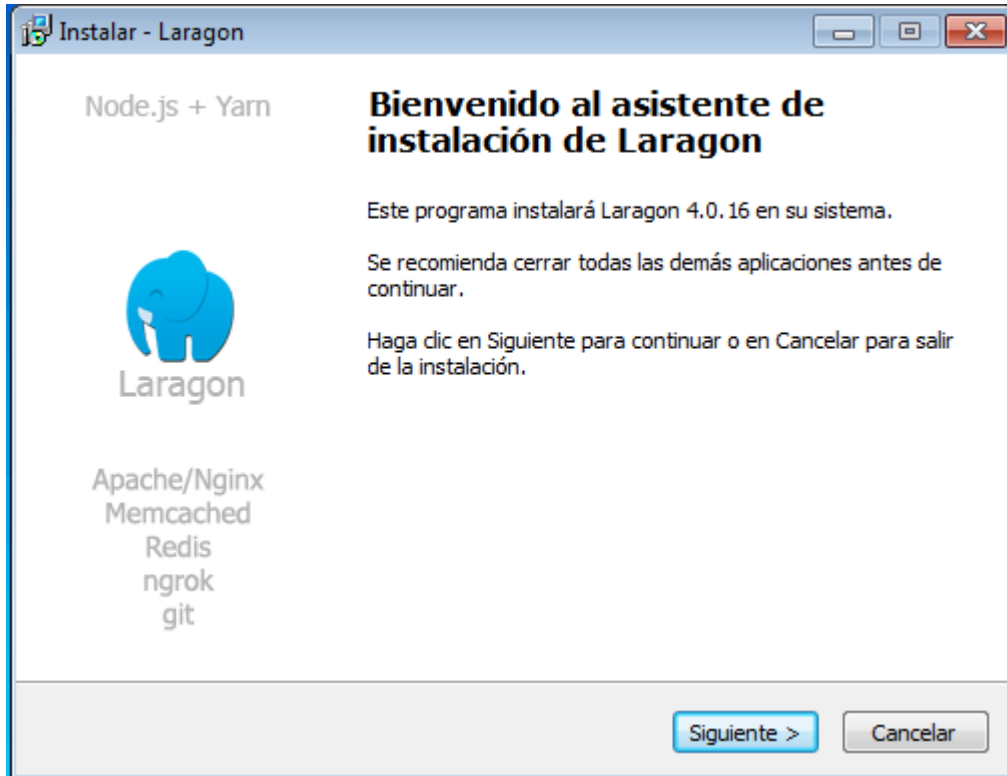 Instalar - Laragon
Node.js + Yarn
Laragon
Apache/Nginx
Memcached
Redis
ngrok
git
Bienvenido al asistente de
instalación de Laragon
Este programa instalará Laragon 4.0.16 en su sistema.
Se recomienda cerrar todas las demás aplicaciones antes de
continuar.
Haga clic en Siguiente para continuar o en Cancelar para salir
de la instalación.
Siguiente >
Cancelar